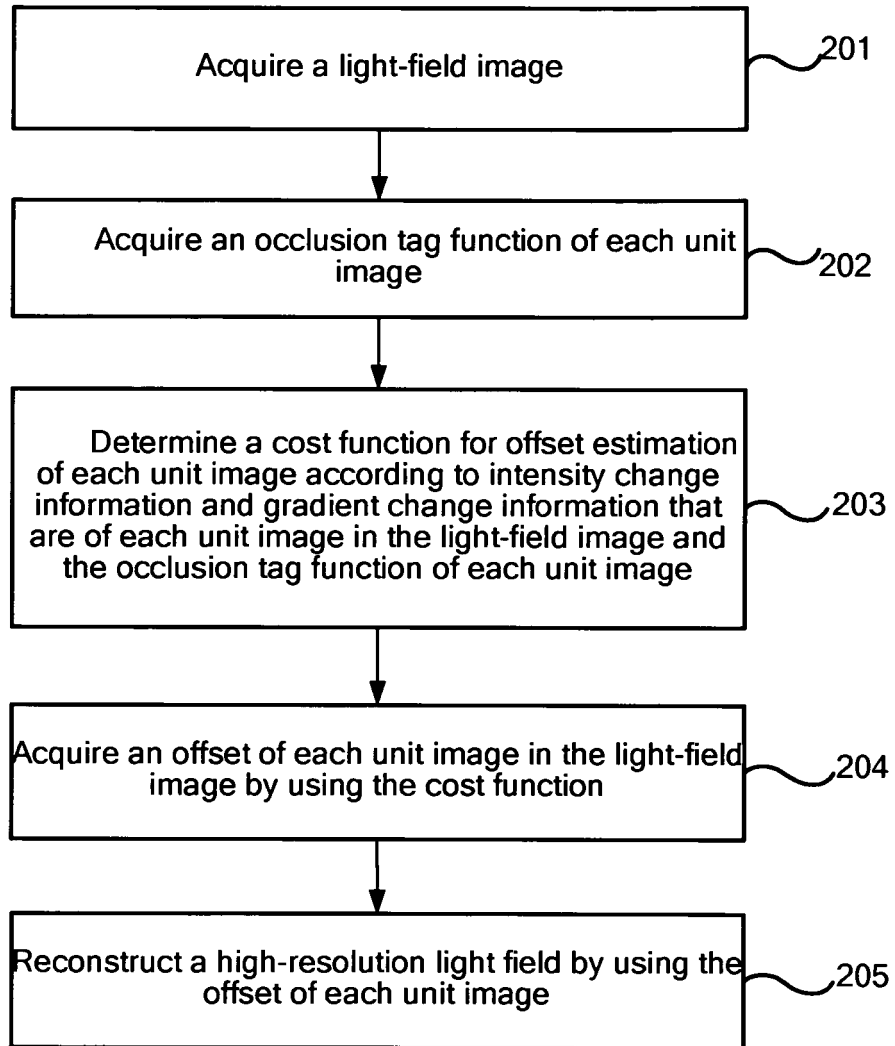 Acquire a light-field image
201
Acquire an occlusion tag function of each unit
image
202
Determine a cost function for offset estimation
of each unit image according to intensity change
information and gradient change information that
are of each unit image in the light-field image and
the occlusion tag function of each unit image
203
Acquire an offset of each unit image in the light-field
image by using the cost function
204
Reconstruct a high-resolution light field by using the
offset of each unit image
205